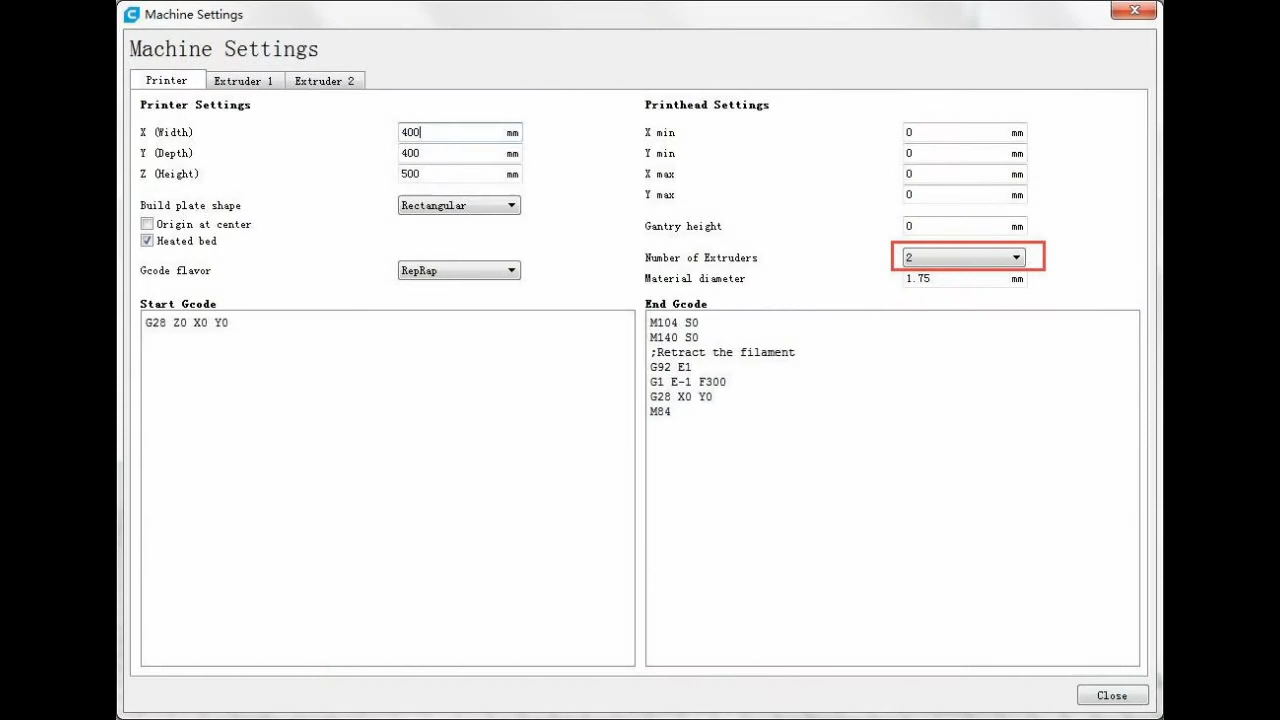 Machine Settings
Machine Settings
Printer
Extruder 1
Extruder 2
Printer Settings
X (Width) 400 mm
Y (Depth) 400 mm
Z (Height) 500 mm
Build plate shape Rectangular
Origin at center
Heated bed
Gcode flavor RepRap
Printhead Settings
X min 0 mm
Y min 0 mm
X max 0 mm
Y max 0 mm
Gantry height 0 mm
Number of Extruders 2
Material diameter 1.75 mm
Start Gcode
G28 Z0 X0 Y0
End Gcode
M104 S0
M140 S0
;Retract the filament
G92 E1
G1 E-1 F300
G28 X0 Y0
M84
Close